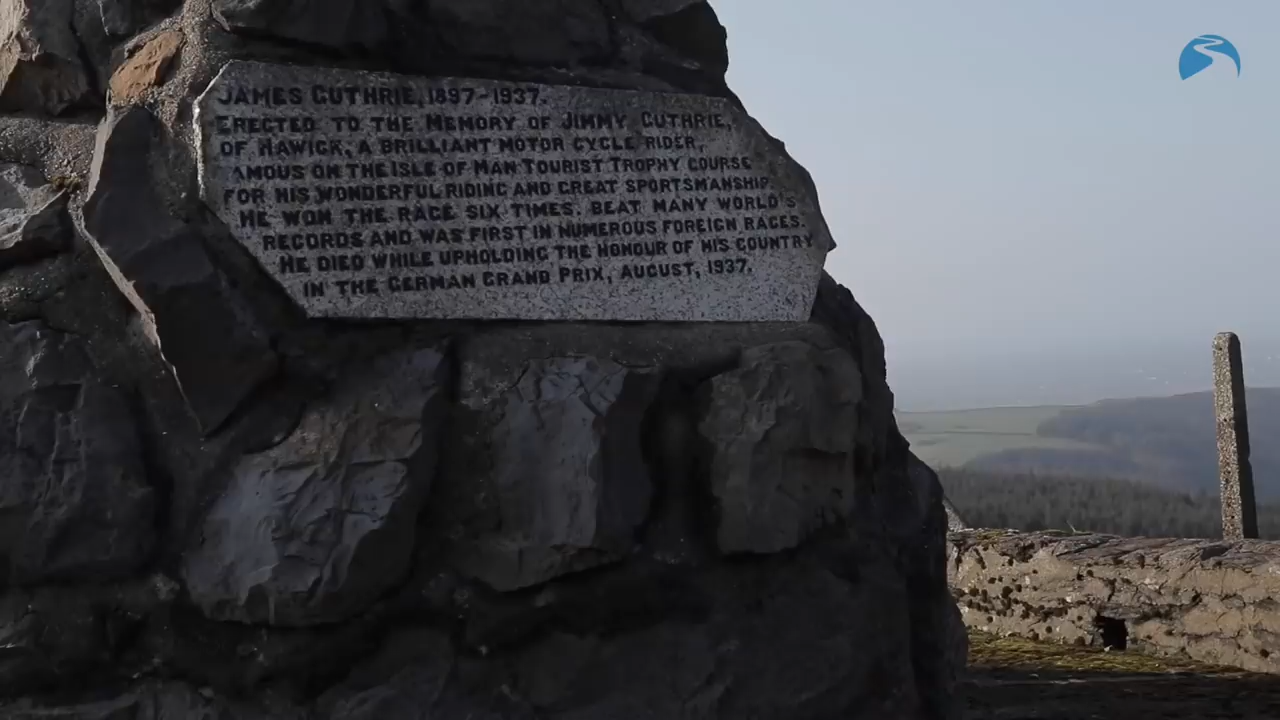 JAMES GUTHRIE, 1897-1937.
ERECTED TO THE MEMORY OF JIMMY GUTHRIE,
OF HAWICK, A BRILLIANT MOTOR CYCLE RIDER,
AMOUS ON THE ISLE OF MAN TOURIST TROPHY COURSE
FOR HIS WONDERFUL RIDING AND GREAT SPORTSMANSHIP.
HE WON THE RACE SIX TIMES. BEAT MANY WORLD'S
RECORDS AND WAS FIRST IN NUMEROUS FOREIGN RACES.
HE DIED WHILE UPHOLDING THE HONOUR OF HIS COUNTRY
IN THE GERMAN GRAND PRIX, AUGUST, 1937.